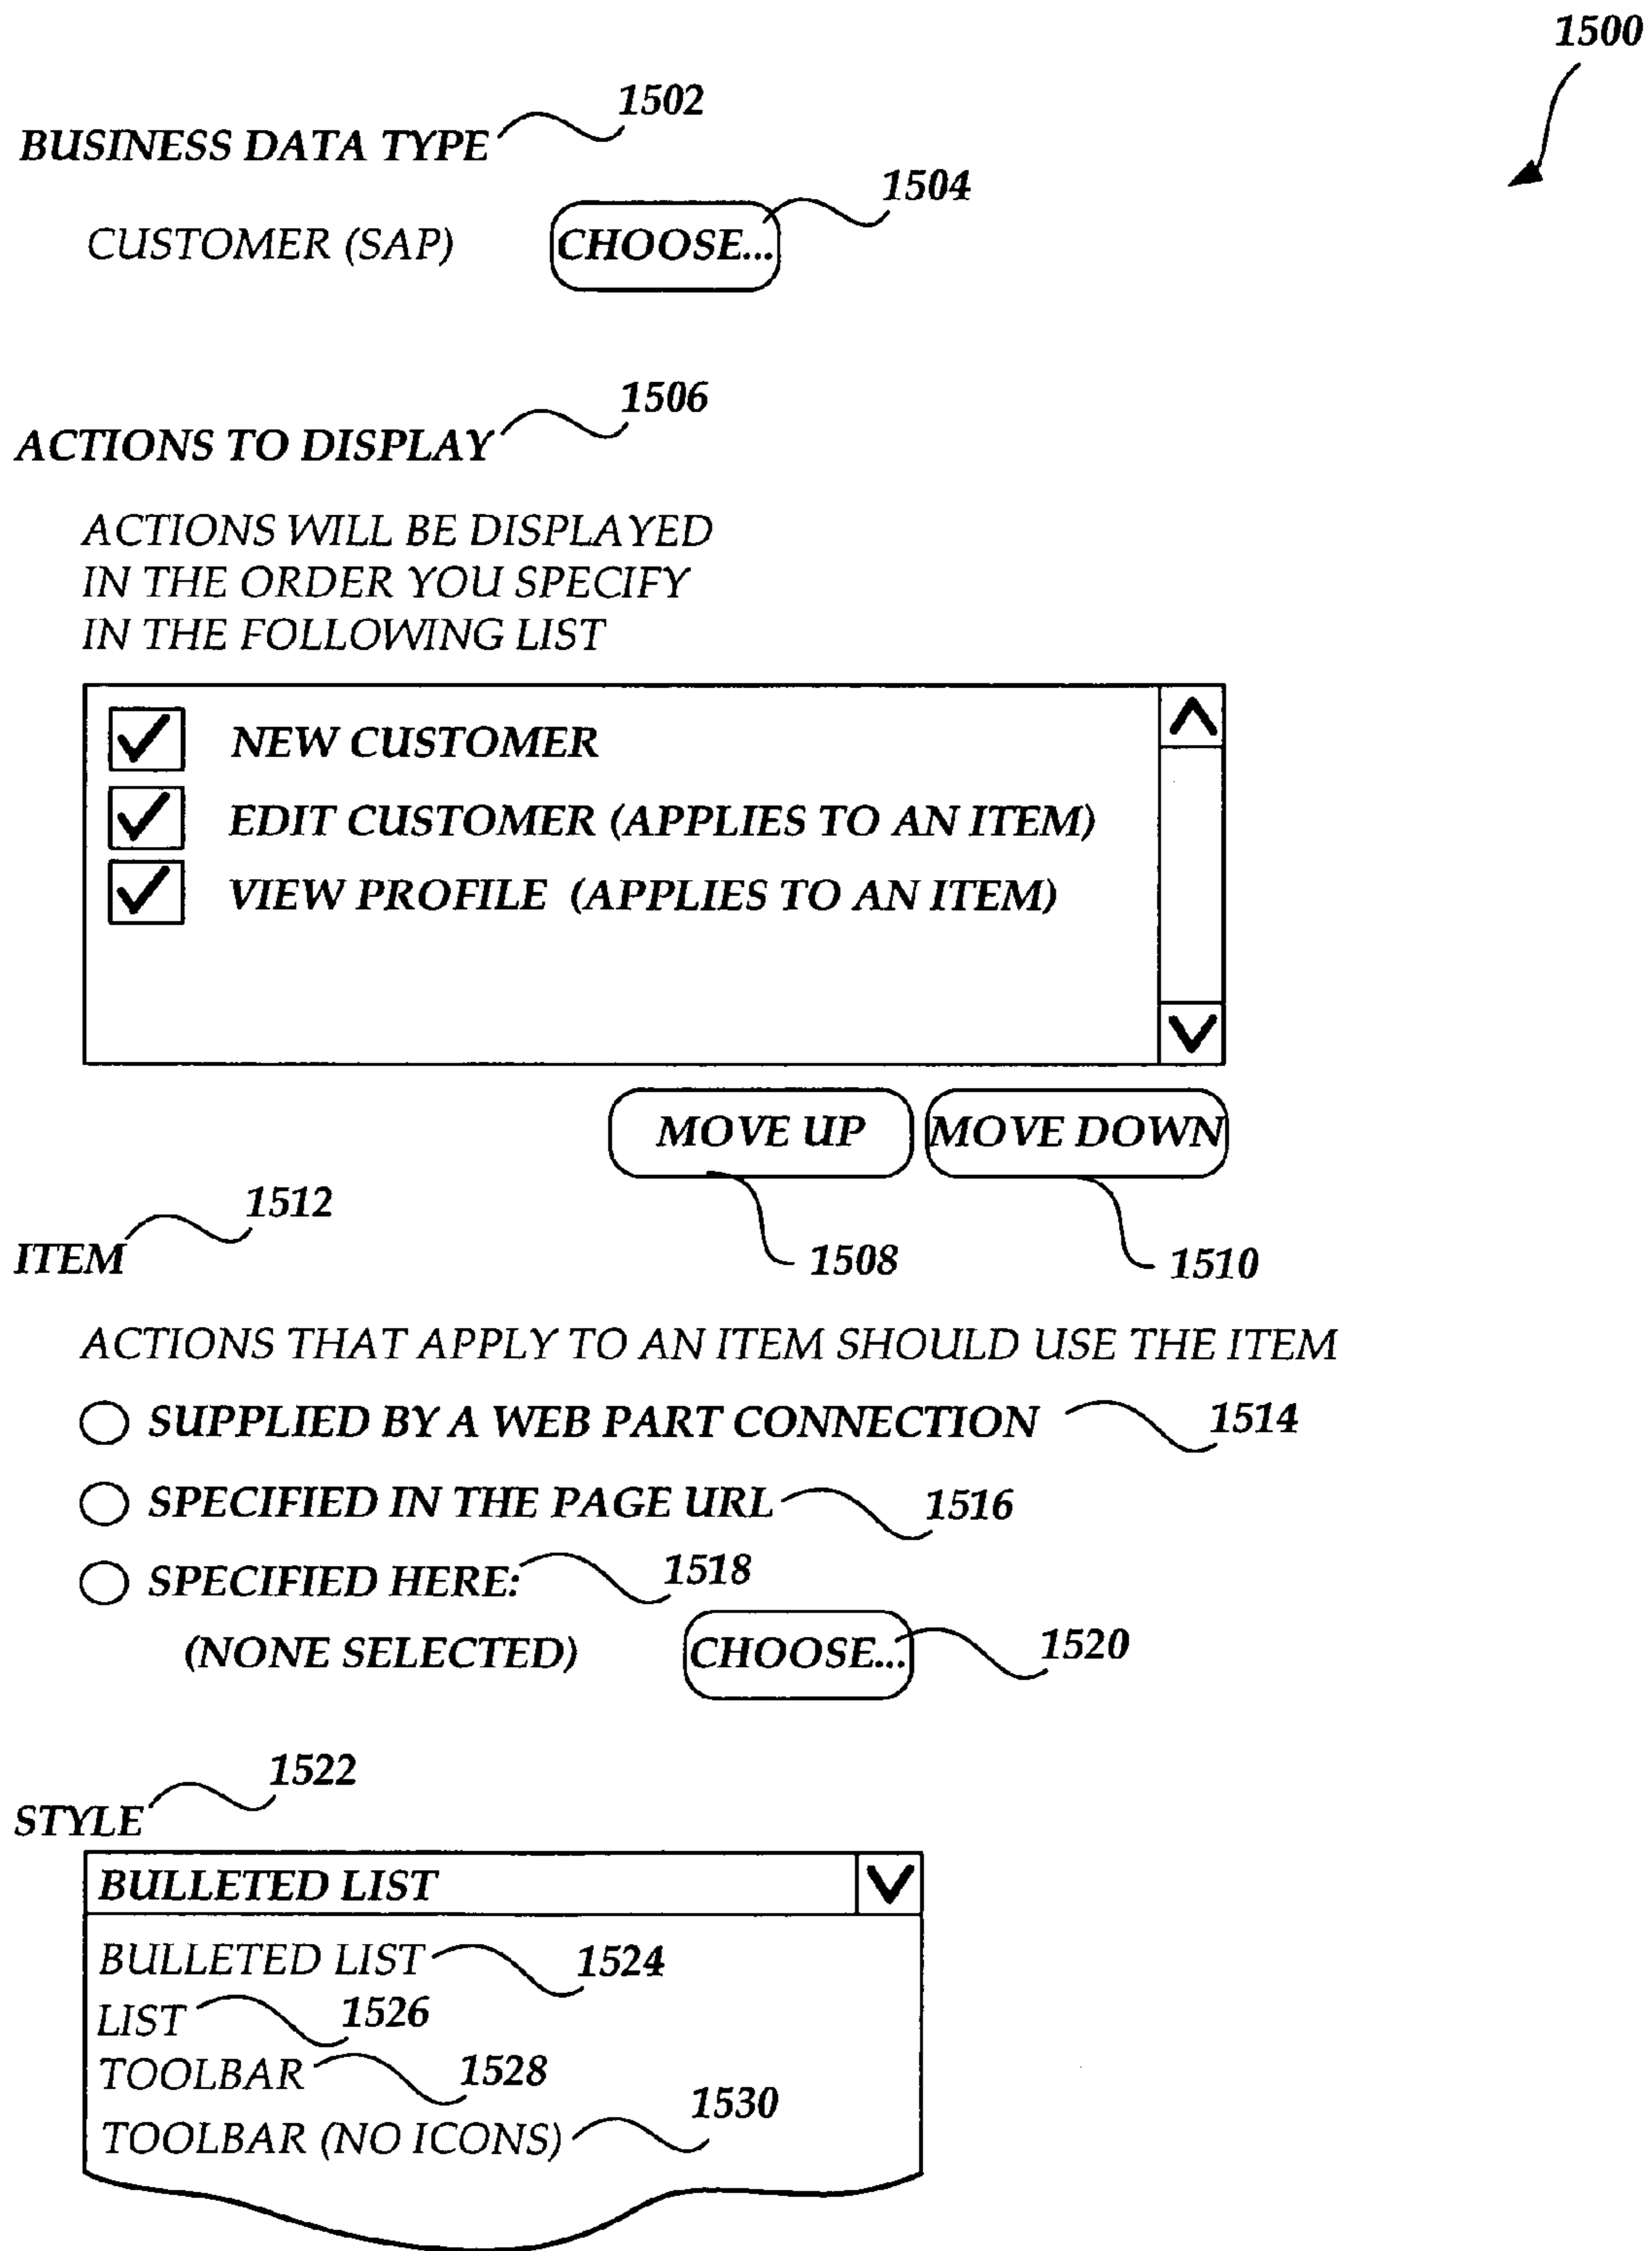 1500
1502
BUSINESS DATA TYPE
1504
CUSTOMER (SAP) CHOOSE...
1506
ACTIONS TO DISPLAY
ACTIONS WILL BE DISPLAYED
IN THE ORDER YOU SPECIFY
IN THE FOLLOWING LIST
NEW CUSTOMER
EDIT CUSTOMER (APPLIES TO AN ITEM)
VIEW PROFILE (APPLIES TO AN ITEM)
MOVE UP MOVE DOWN
1512
ITEM
1508 1510
ACTIONS THAT APPLY TO AN ITEM SHOULD USE THE ITEM
SUPPLIED BY A WEB PART CONNECTION 1514
SPECIFIED IN THE PAGE URL 1516
SPECIFIED HERE: 1518
(NONE SELECTED) CHOOSE... 1520
1522
STYLE
BULLETED LIST
BULLETED LIST 1524
LIST 1526
TOOLBAR 1528
TOOLBAR (NO ICONS) 1530